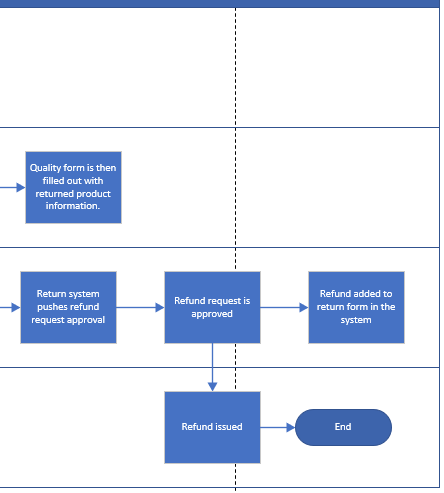 Quality form is then
filled out with
returned product
information.
Return system
pushes refund
request approval
Refund request is
approved
Refund added to
return form in the
system
Refund issued
End